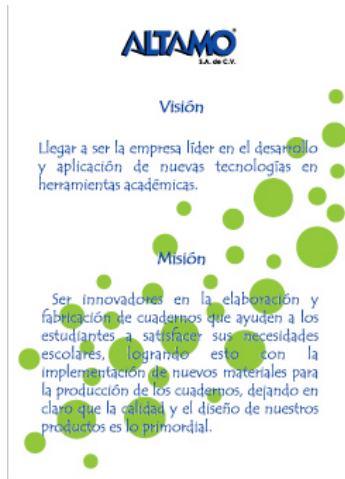 ALTAMO
S.A. de C.V.
Visión
Llegar a ser la empresa líder en el desarrollo
y aplicación de nuevas tecnologías en
herramientas académicas.
Misión
Ser innovadores en la elaboración y
fabricación de cuadernos que ayuden a los
estudiantes a satisfacer sus necesidades
escolares, logrando esto con la
implementación de nuevos materiales para
la producción de los cuadernos, dejando en
claro que la calidad y el diseño de nuestros
productos es lo primordial.